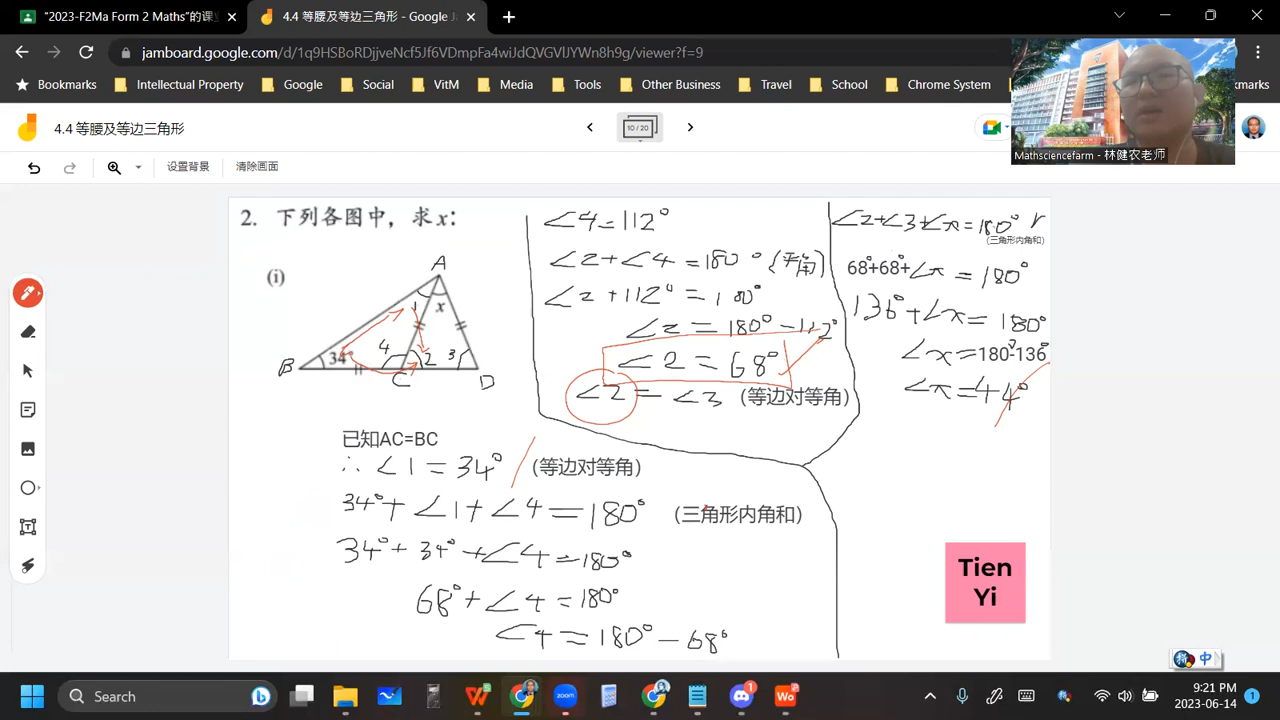 "2023-F2Ma Form 2 Maths"的课
4.4 等腰及等边三角形 - Google Ja
Bookmarks
Intellectual Property
Google
Social
VitM
Media
Tools
Other Bookmarks
Travel
School
Chrome System
Bookmarks
Mathsciencefarm - 林健农老师
4.4 等腰及等边三角形
10 / 20
设置背景
清除画面
2. 下列各图中，求x：
(i)
A
1
x
34°
4
2
3
B
C
D
已知AC=BC
∴ ∠1 = 34° (等边对等角)
34°+ ∠1 + ∠4 = 180° (三角形内角和)
34° + 34° + ∠4 = 180°
68° + ∠4 = 180°
∠4 = 180° − 68°
∠4 = 112°
∠2 + ∠4 = 180° (平角)
∠2 + 112° = 180°
∠2 = 180° − 112°
∠2 = 68°
∠2 = ∠3 (等边对等角)
∠2+∠3+∠x = 180°
(三角形内角和)
68°+68°+∠x = 180°
136°+∠x = 180°
∠x = 180°-136°
∠x = 44°
Tien
Yi
中
Search
9:21 PM
2023-06-14